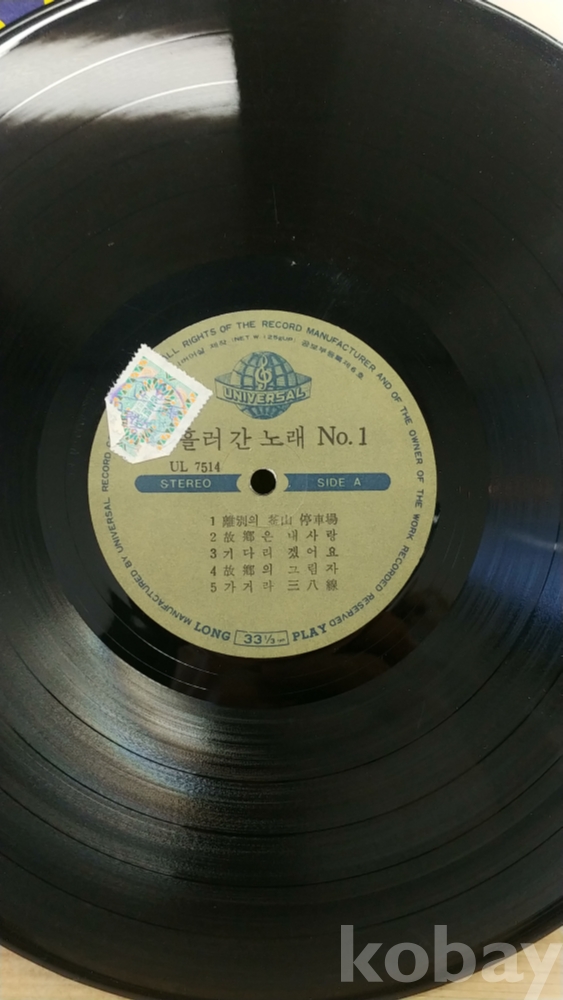 ALL RIGHTS OF THE RECORD MANUFACTURER AND OF THE OWNER OF THE WORK RECORDED RESERVED
UNIVERSAL
흘러간 노래 No.1
UL 7514
STEREO SIDE A
1 離別의 釜山 停車場
2 故鄕은 내사랑
3 기다리 겠어요
4 故鄕의 그림자
5 가거라 三八線
LONG 33⅓ PLAY
MANUFACTURED BY UNIVERSAL RECORD
kobay